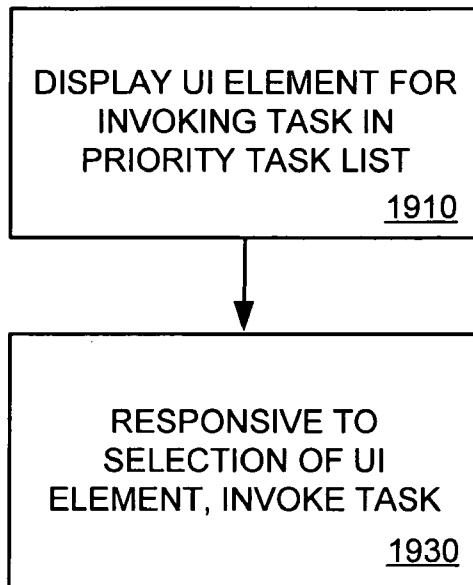 DISPLAY UI ELEMENT FOR
INVOKING TASK IN
PRIORITY TASK LIST
1910
RESPONSIVE TO
SELECTION OF UI
ELEMENT, INVOKE TASK
1930